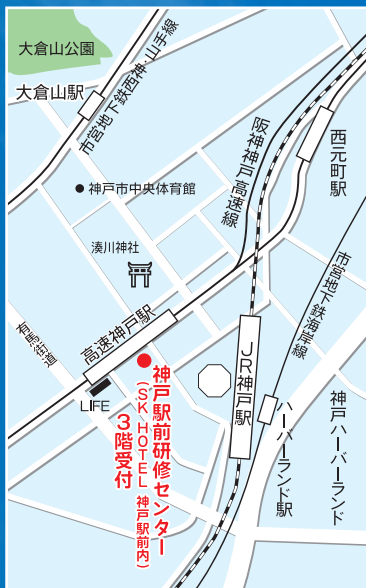 大倉山公園
大倉山駅
市営地下鉄西神・山手線
阪神神戸高速線
西元町駅
● 神戸市中央体育館
湊川神社
市営地下鉄海岸線
有馬街道
高速神戸駅
JR神戸駅
LIFE
神戸駅前研修センター
(SK HOTEL 神戸駅前内)
3階受付
ハーバーランド駅
神戸ハーバーランド